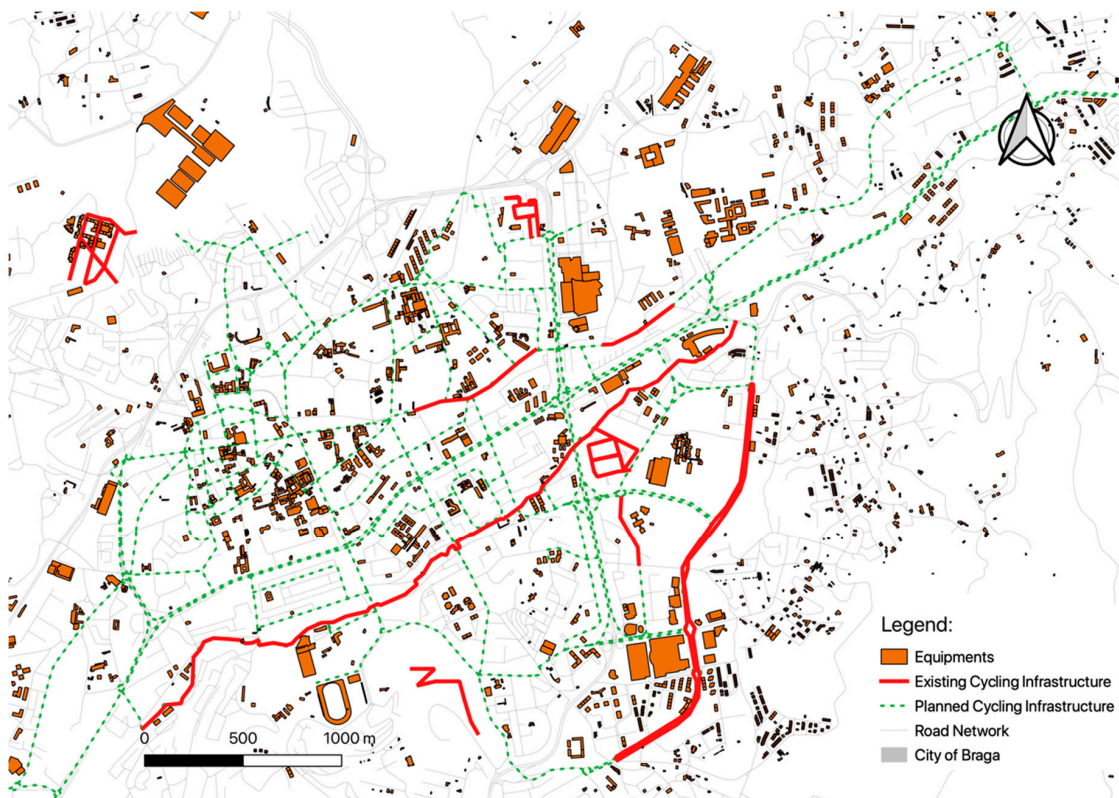 Legend:
Equipments
Existing Cycling Infrastructure
Planned Cycling Infrastructure
Road Network
City of Braga
0 500 1000 m